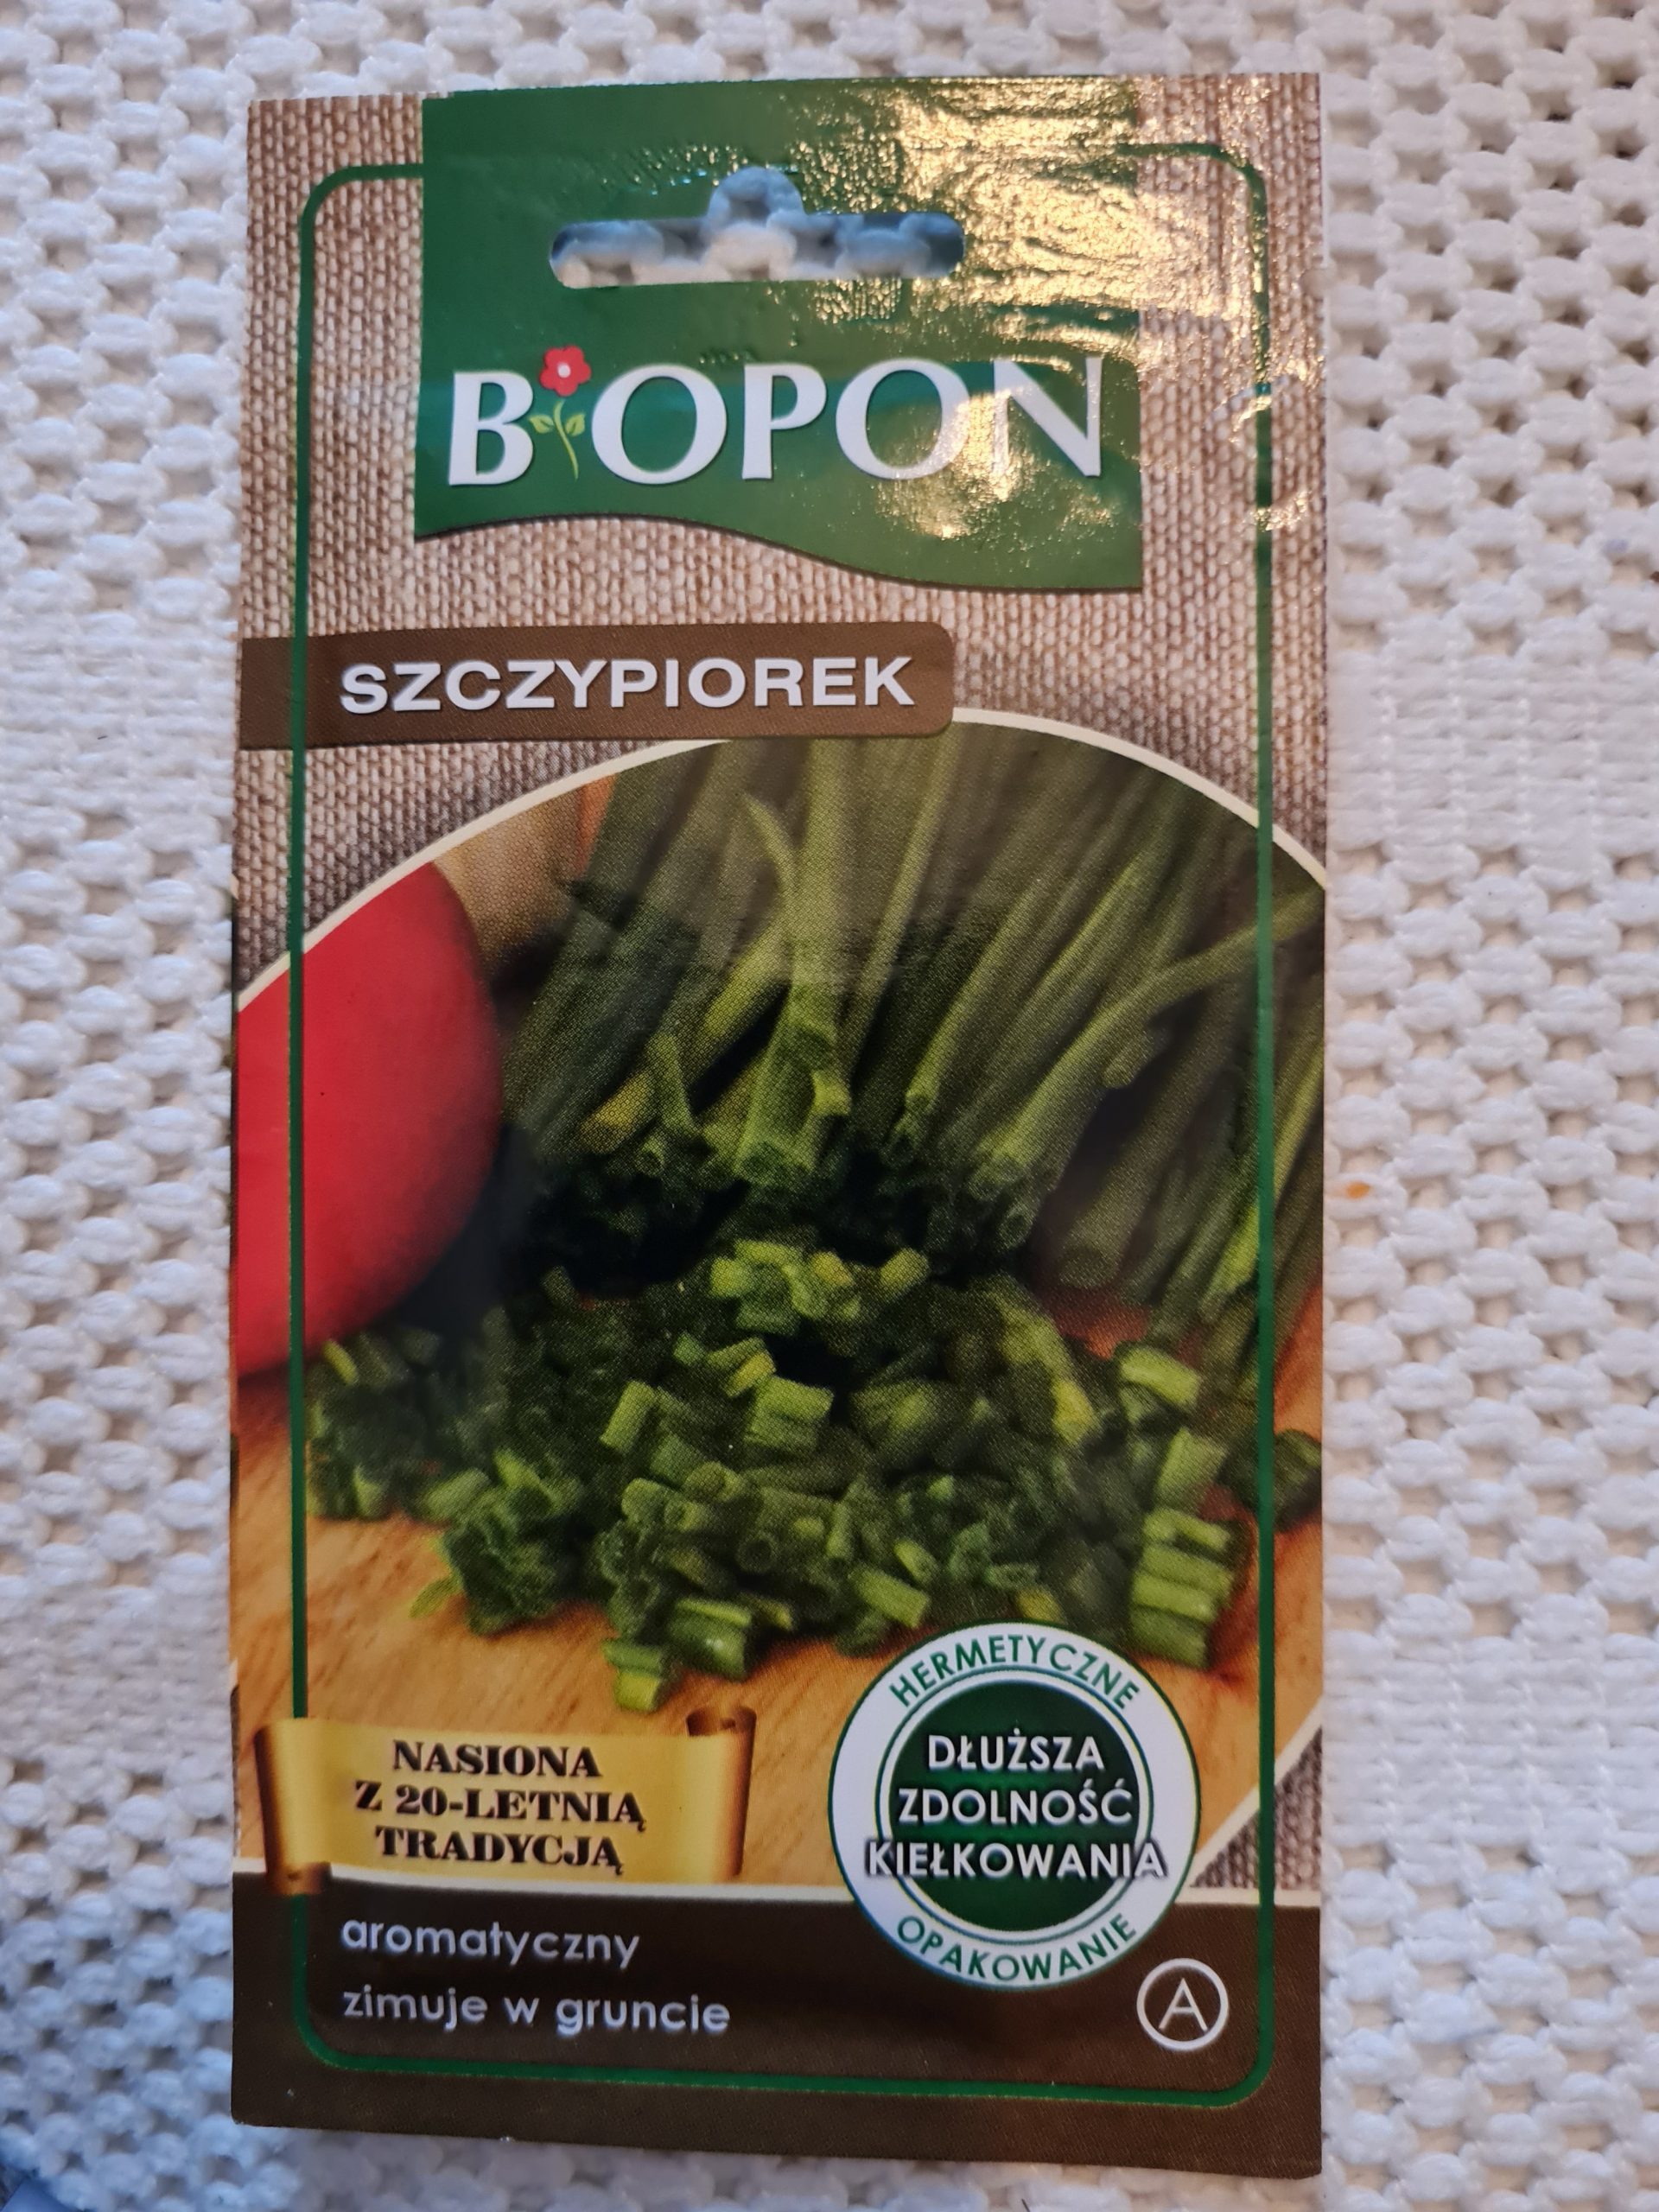 BIOPON
SZCZYPIOREK
NASIONA
Z 20-LETNIĄ
TRADYCJĄ
HERMETYCZNE
DŁUŻSZA
ZDOLNOŚĆ
KIEŁKOWANIA
OPAKOWANIE
aromatyczny
zimuje w gruncie
A